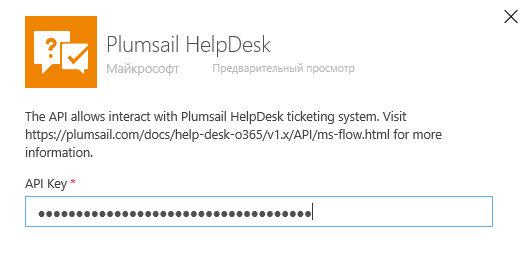 Plumsail HelpDesk
Майкрософт Предварительный просмотр
The API allows interact with Plumsail HelpDesk ticketing system. Visit
https://plumsail.com/docs/help-desk-o365/v1.x/API/ms-flow.html for more
information.
API Key *